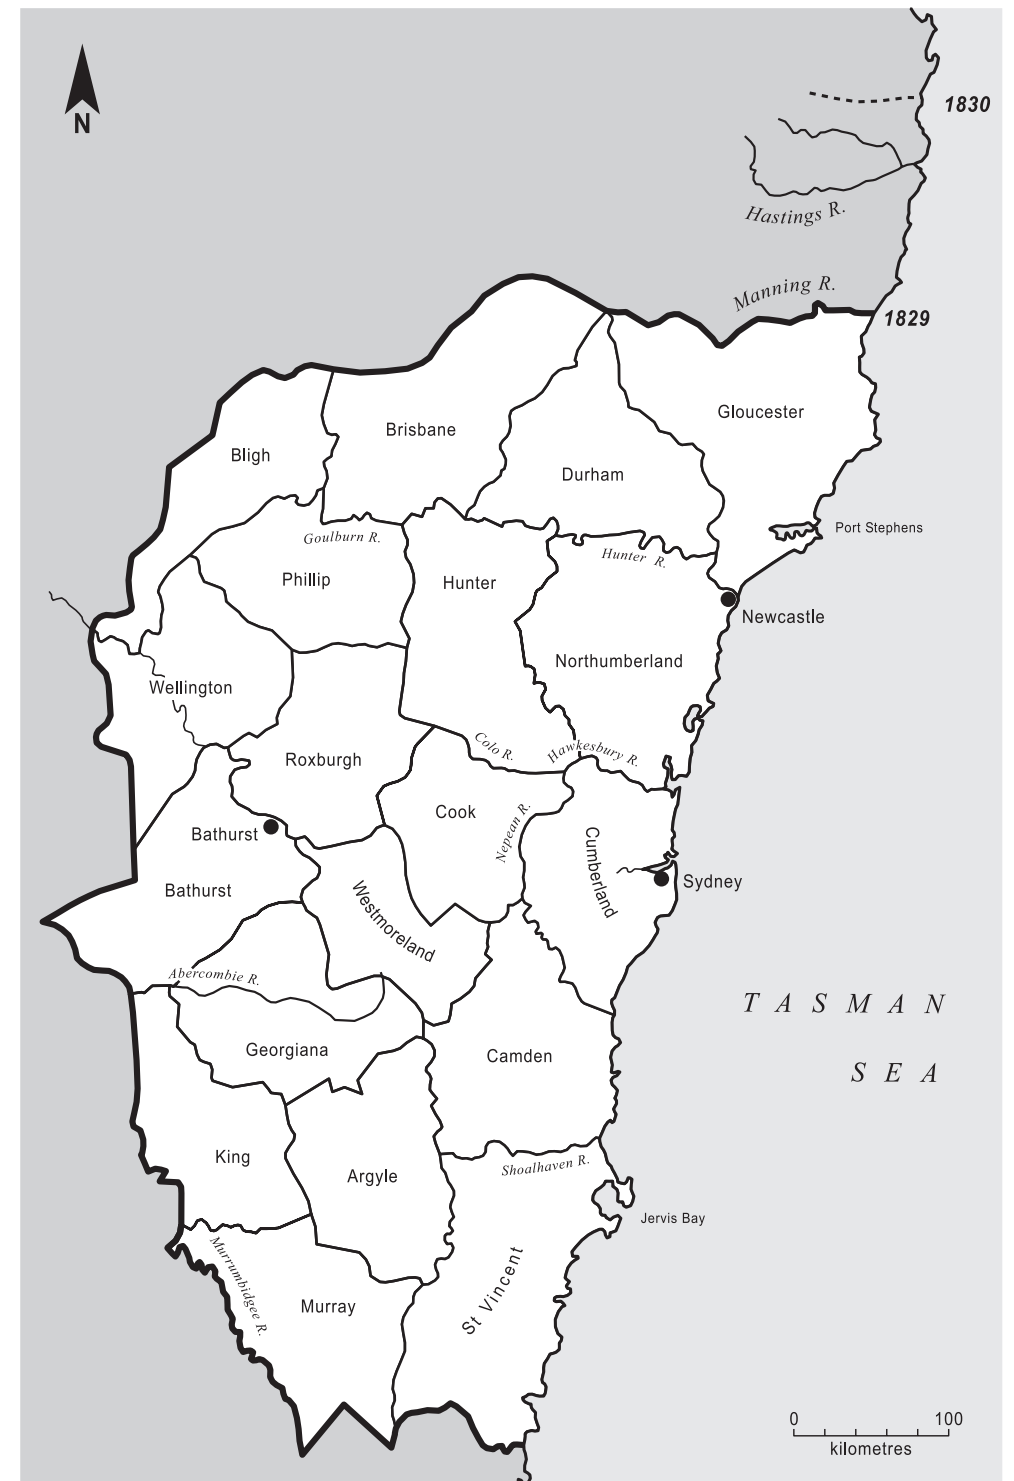 1830
N
Hastings R.
Manning R.
1829
Gloucester
Brisbane
Bligh
Durham
Port Stephens
Goulburn R.
Hunter R.
Phillip
Hunter
Newcastle
Northumberland
Wellington
Colo R.
Hawkesbury R.
Roxburgh
Cook
Nepean R.
Bathurst
Cumberland
Sydney
Bathurst
Westmoreland
Abercombie R.
TASMAN
SEA
Georgiana
Camden
King
Argyle
Shoalhaven R.
Jervis Bay
Murrumbidgee R.
St Vincent
Murray
0 100
kilometres